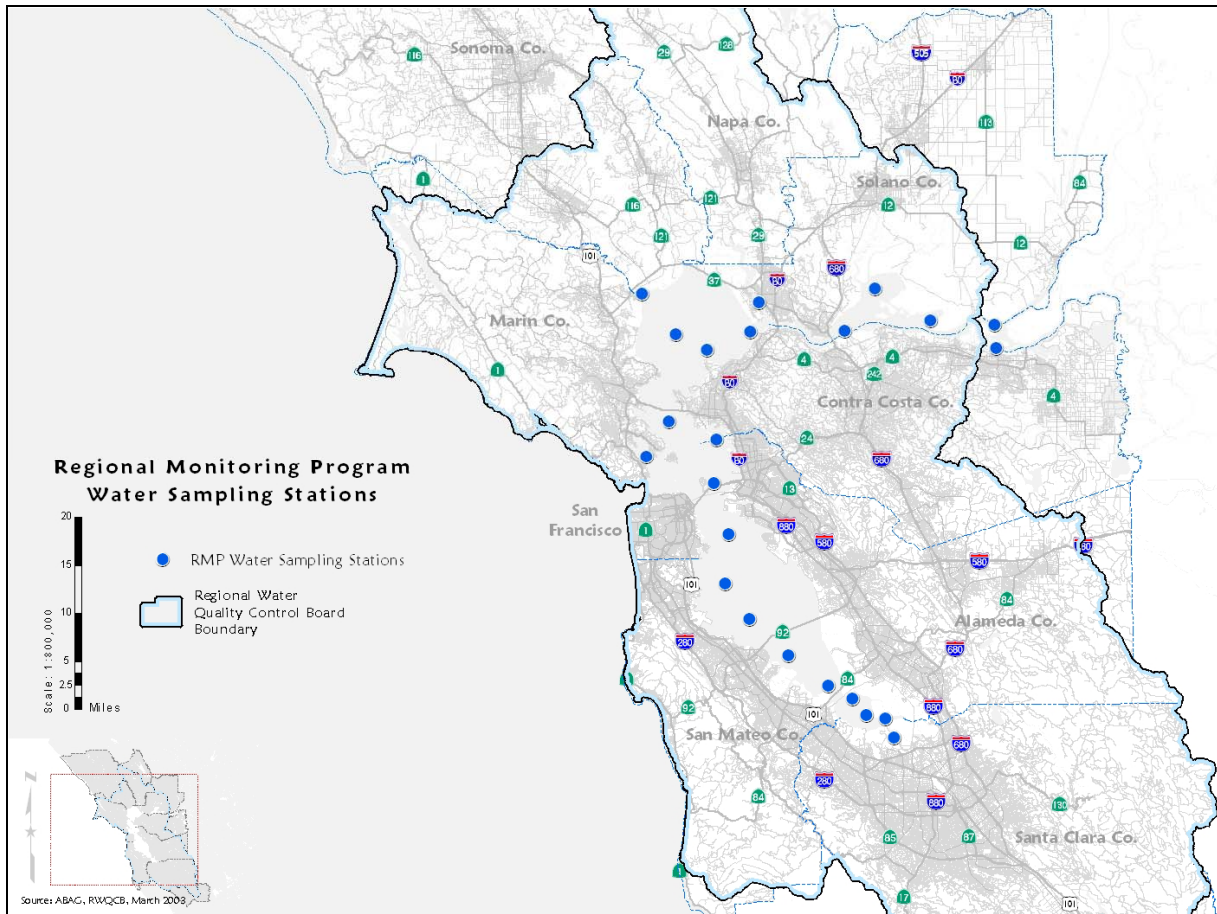 116
Sonoma Co.
29
128
505
80
Napa Co.
113
1
Solano Co.
84
116
121
12
121
29
12
101
680
37
80
Marin Co.
4
4
1
80
242
4
Contra Costa Co.
24
80
680
Regional Monitoring Program
Water Sampling Stations
13
20
San
Francisco
1
880
580
580
RMP Water Sampling Stations
15
101
Regional Water
Quality Control Board
Boundary
84
10
Alameda Co.
92
280
680
5
84
2.5
0 Miles
Scale: 1:800,000
92
101
880
San Mateo Co.
680
280
84
880
130
85
87
Santa Clara Co.
1
N
17
101
Source: ABAG, RWQCB, March 2003